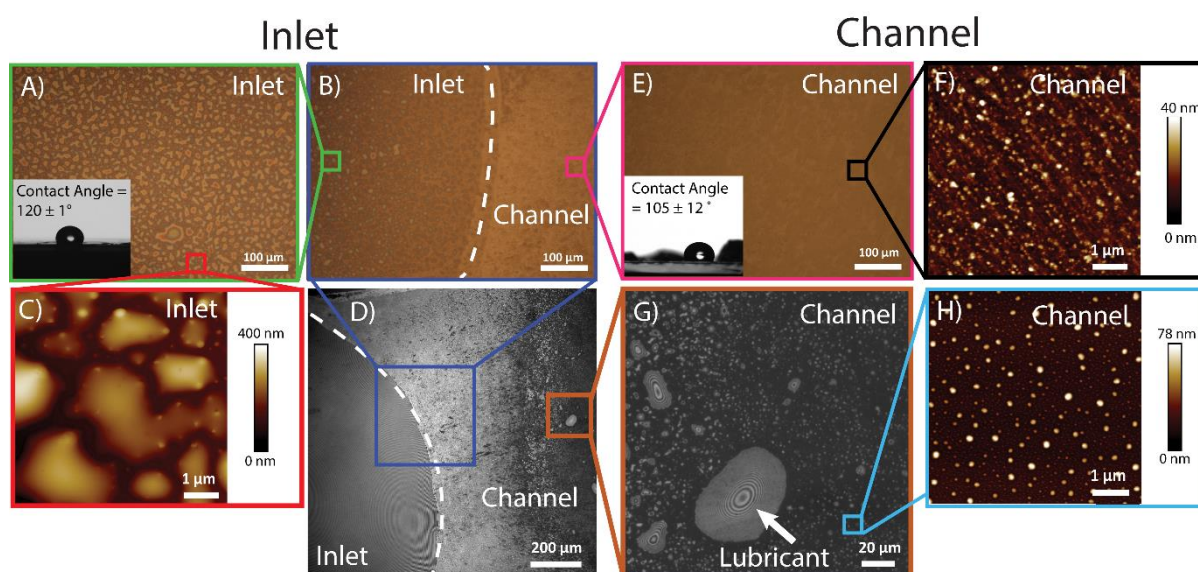 Inlet
Channel
A)
Inlet
Contact Angle =
120 ± 1°
100 µm
B)
Inlet
Channel
100 µm
E)
Channel
Contact Angle
= 105 ± 12 °
100 µm
F)
Channel
1 µm
40 nm
0 nm
C)
Inlet
1 µm
400 nm
0 nm
D)
Channel
Inlet
200 µm
G)
Channel
Lubricant
20 µm
H)
Channel
1 µm
78 nm
0 nm